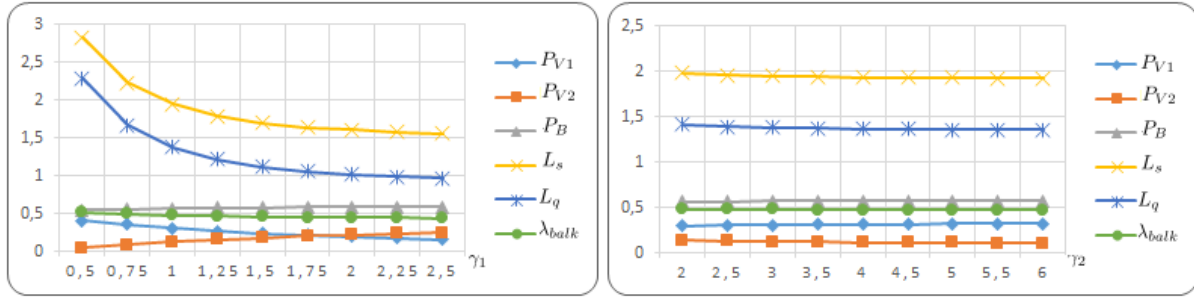 3
2,5
2
1,5
1
0,5
0
0,5 0,75 1 1,25 1,5 1,75 2 2,25 2,5
γ1
P_V1
P_V2
P_B
L_s
L_q
λ_balk
2,5
2
1,5
1
0,5
0
2 2,5 3 3,5 4 4,5 5 5,5 6
γ2
P_V1
P_V2
P_B
L_s
L_q
λ_balk